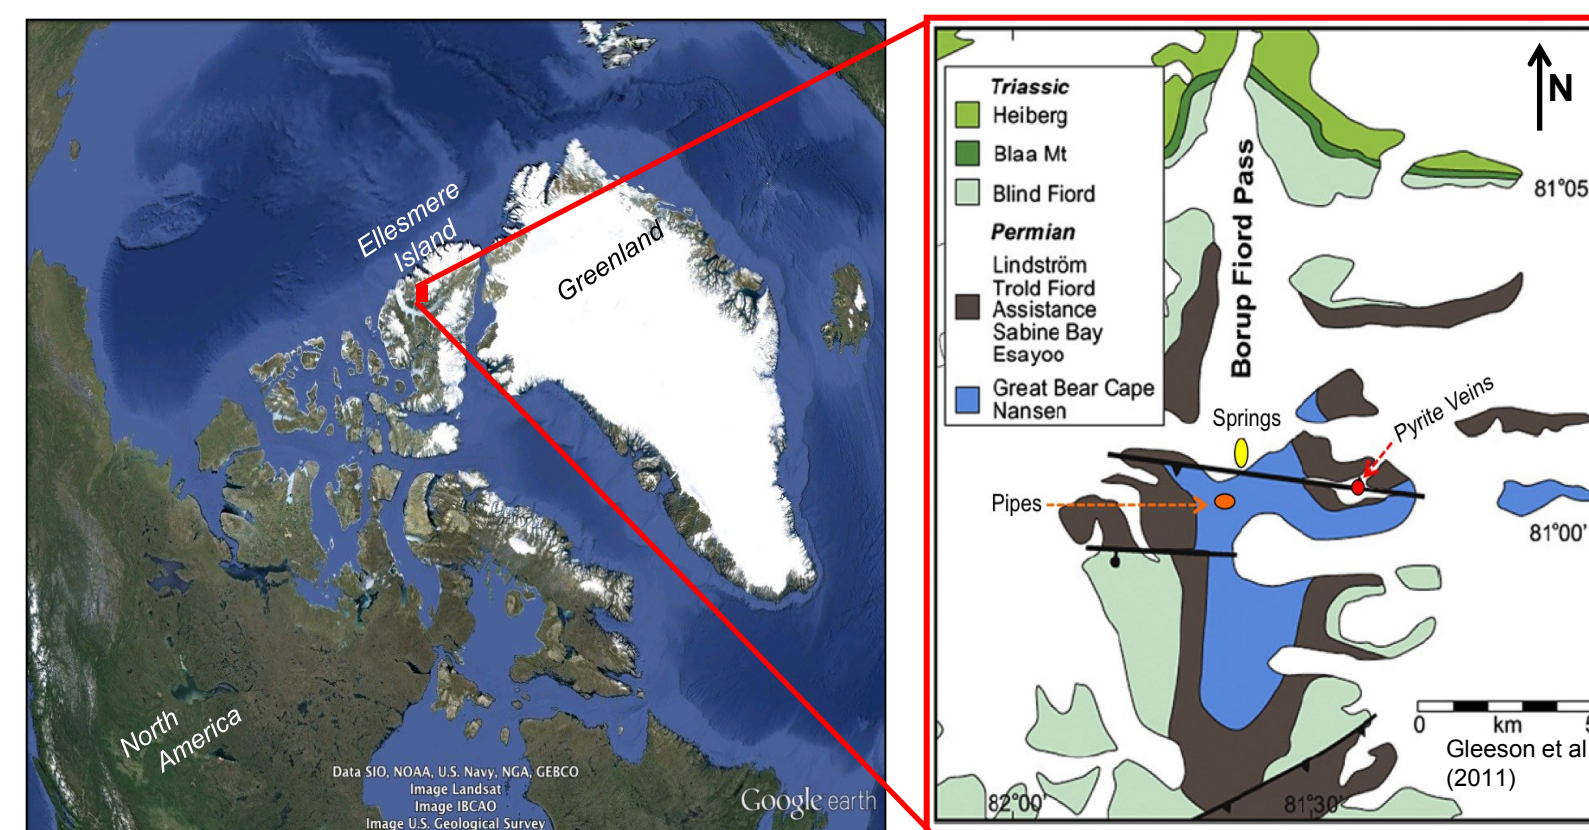 Ellesmere
Island
Greenland
North
America
Data SIO, NOAA, U.S. Navy, NGA, GEBCO
Image Landsat
Image IBCAO
Image U.S. Geological Survey
Google earth
Triassic
Heiberg
Blaa Mt
Blind Fiord
Permian
Lindström
Trold Fiord
Assistance
Sabine Bay
Esayoo
Great Bear Cape
Nansen
N
Borup Fiord Pass
81°05
Springs
Pyrite Veins
Pipes
81°00'
0 km 5
Gleeson et al
(2011)
82°00'
81°30'